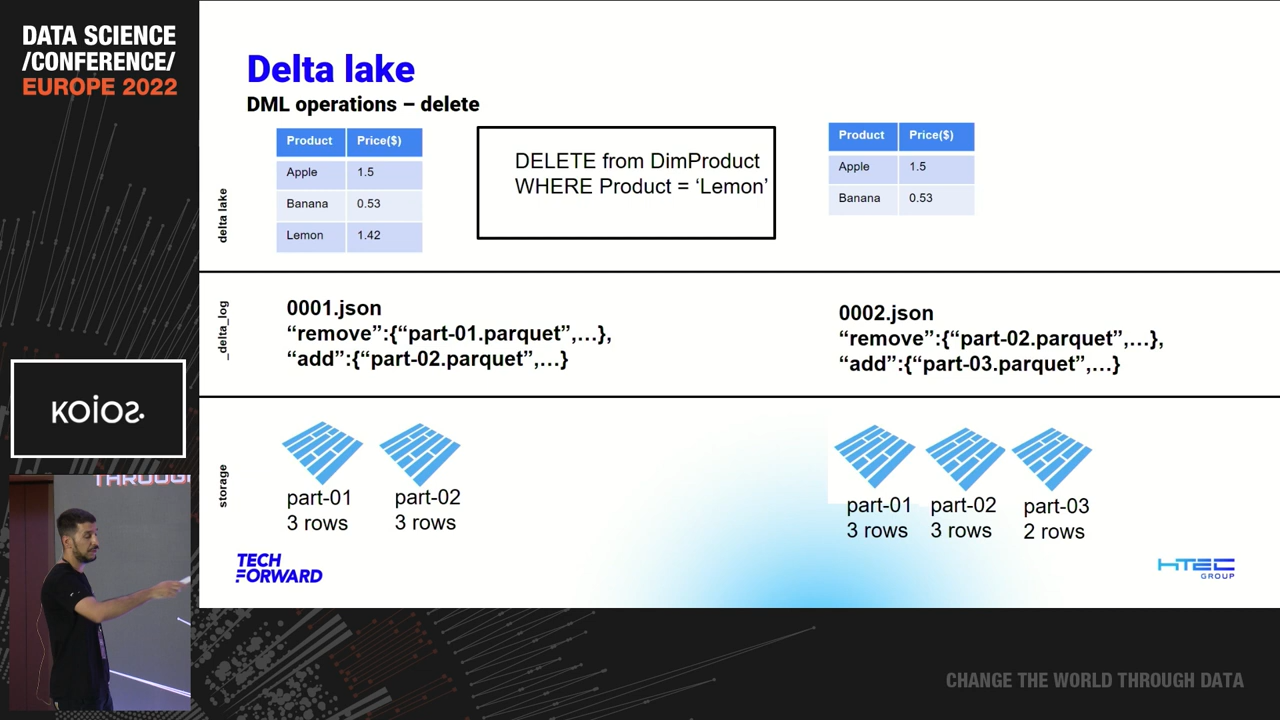 DATA SCIENCE
/CONFERENCE/
EUROPE 2022
Delta lake
DML operations – delete
Product Price($)
Apple 1.5
Banana 0.53
Lemon 1.42
DELETE from DimProduct
WHERE Product = ‘Lemon’
Product Price($)
Apple 1.5
Banana 0.53
delta lake
0001.json
“remove”:{“part-01.parquet”,…},
“add”:{“part-02.parquet”,…}
0002.json
“remove”:{“part-02.parquet”,…},
“add”:{“part-03.parquet”,…}
_delta_log
KOIOS.
storage
part-01
3 rows
part-02
3 rows
part-01
3 rows
part-02
3 rows
part-03
2 rows
THROUG
TECH
FORWARD
HTEC
GROUP
CHANGE THE WORLD THROUGH DATA